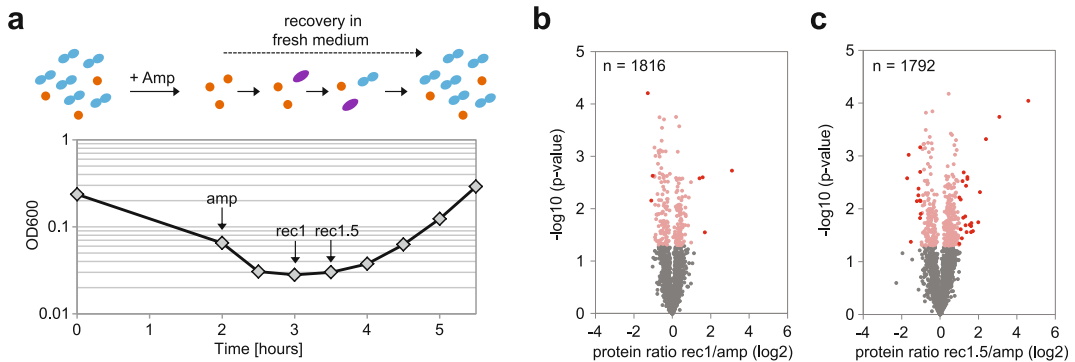 a
recovery in
fresh medium
+ Amp
1
0.1
0.01
OD600
amp
rec1
rec1.5
0
1
2
3
4
5
Time [hours]
b
n = 1816
5
4
3
2
1
0
-log10 (p-value)
-4
-2
0
2
4
6
protein ratio rec1/amp (log2)
c
n = 1792
5
4
3
2
1
0
-log10 (p-value)
-4
-2
0
2
4
6
protein ratio rec1.5/amp (log2)